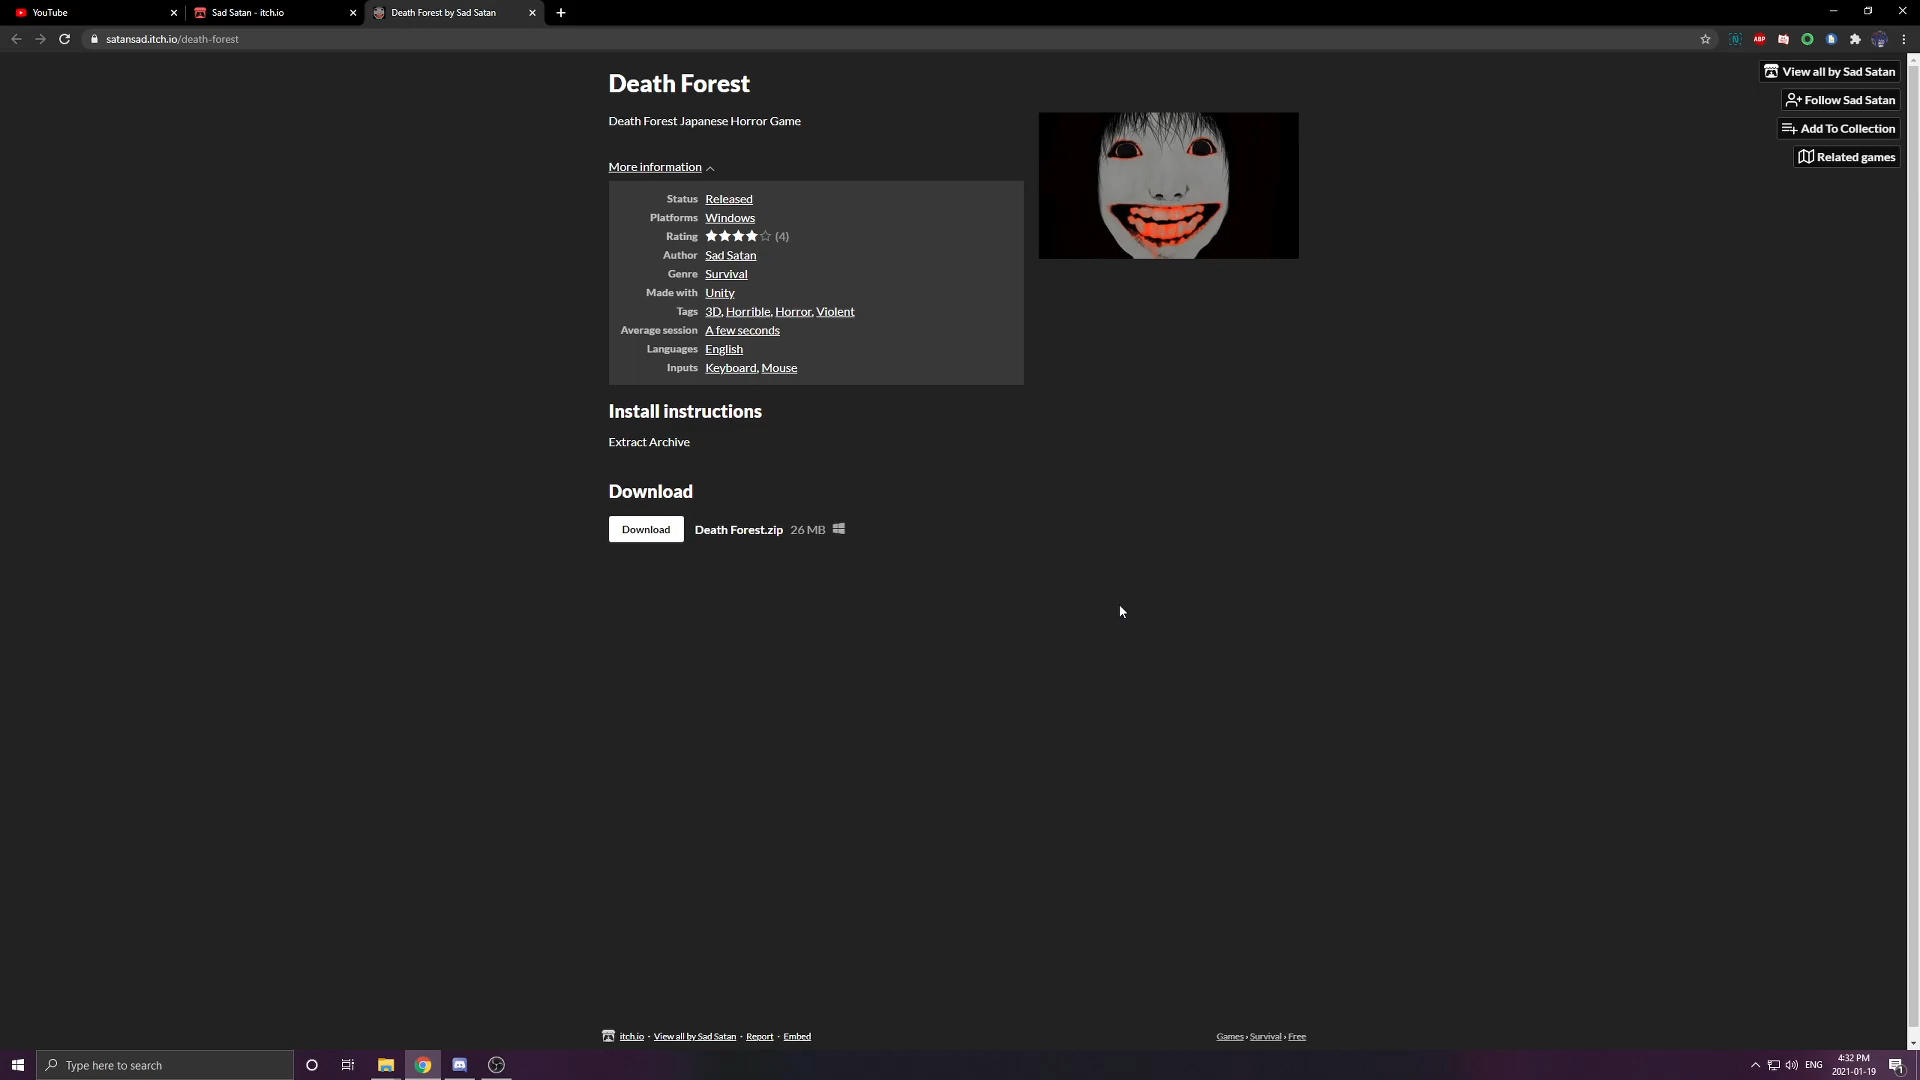 YouTube
Sad Satan - itch.io
Death Forest by Sad Satan
satansad.itch.io/death-forest
ABP
View all by Sad Satan
Follow Sad Satan
Add To Collection
Related games
Death Forest
Death Forest Japanese Horror Game
More information
Status Released
Platforms Windows
Rating (4)
Author Sad Satan
Genre Survival
Made with Unity
Tags 3D, Horrible, Horror, Violent
Average session A few seconds
Languages English
Inputs Keyboard, Mouse
Install instructions
Extract Archive
Download
Download Death Forest.zip 26 MB
itch.io · View all by Sad Satan · Report · Embed
Games › Survival › Free
Type here to search
ENG
4:32 PM
2021-01-19
1